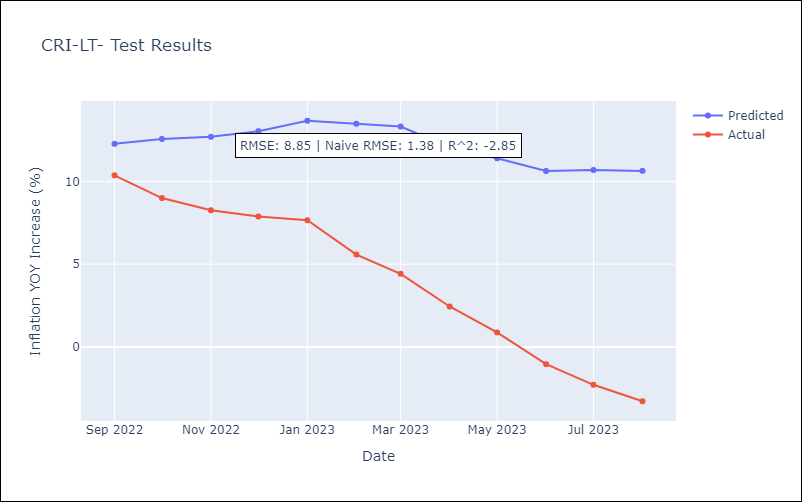 CRI-LT- Test Results
Predicted
Actual
RMSE: 8.85 | Naive RMSE: 1.38 | R^2: -2.85
Inflation YOY Increase (%)
10
5
0
Sep 2022
Nov 2022
Jan 2023
Mar 2023
May 2023
Jul 2023
Date